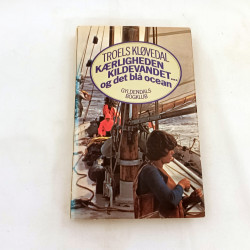 TROELS KLØVEDAL
KÆRLIGHEDEN
KILDEVANDET...
og det blå ocean
GYLDENDALS
BOGKLUB